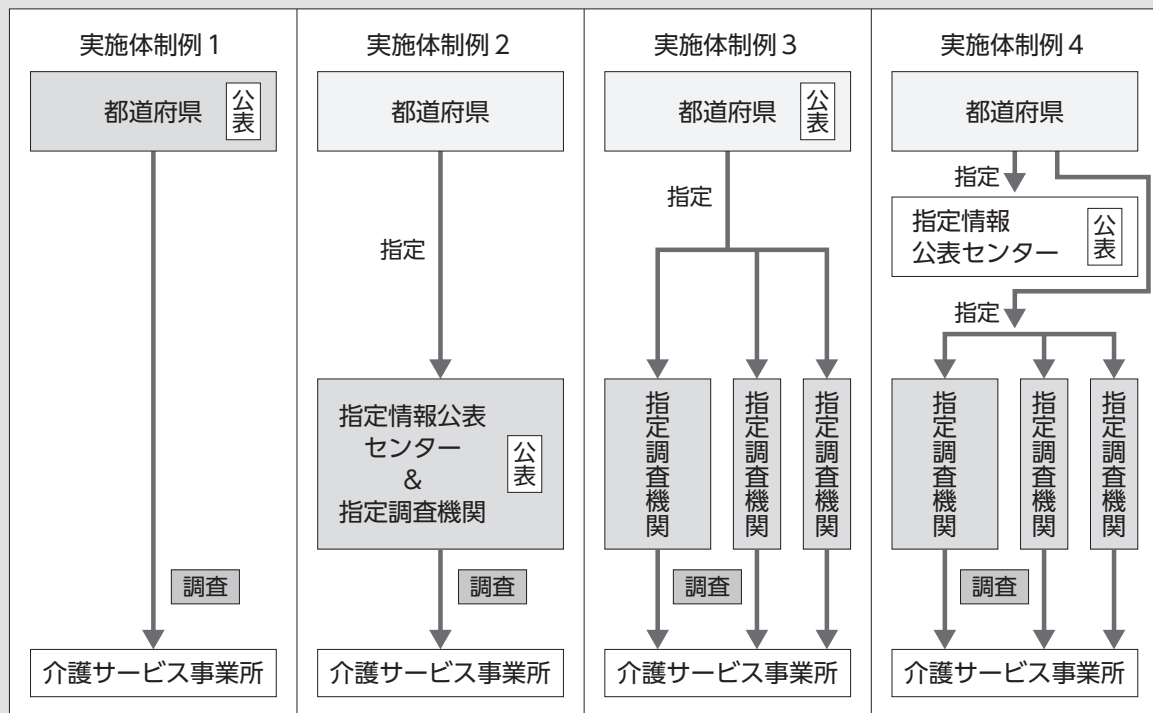 実施体制例1
都道府県
公表
調査
介護サービス事業所
実施体制例2
都道府県
指定
指定情報公表
センター
&
指定調査機関
公表
調査
介護サービス事業所
実施体制例3
都道府県
公表
指定
指定調査機関
指定調査機関
指定調査機関
調査
介護サービス事業所
実施体制例4
都道府県
指定
指定情報
公表センター
公表
指定
指定調査機関
指定調査機関
指定調査機関
調査
介護サービス事業所